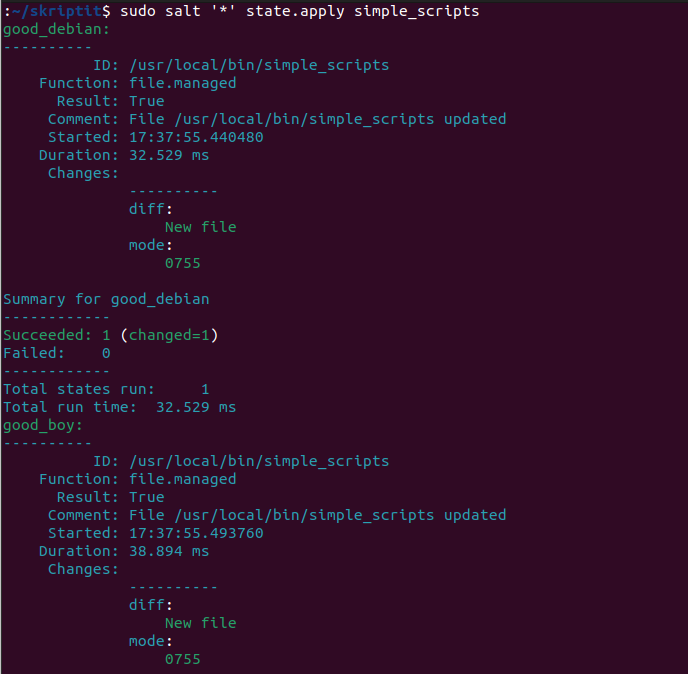 :~/skriptit$ sudo salt '*' state.apply simple_scripts
good_debian:
----------
          ID: /usr/local/bin/simple_scripts
    Function: file.managed
      Result: True
     Comment: File /usr/local/bin/simple_scripts updated
     Started: 17:37:55.440480
    Duration: 32.529 ms
     Changes:
              ----------
              diff:
                  New file
              mode:
                  0755

Summary for good_debian
------------
Succeeded: 1 (changed=1)
Failed:    0
------------
Total states run:     1
Total run time:  32.529 ms
good_boy:
----------
          ID: /usr/local/bin/simple_scripts
    Function: file.managed
      Result: True
     Comment: File /usr/local/bin/simple_scripts updated
     Started: 17:37:55.493760
    Duration: 38.894 ms
     Changes:
              ----------
              diff:
                  New file
              mode:
                  0755